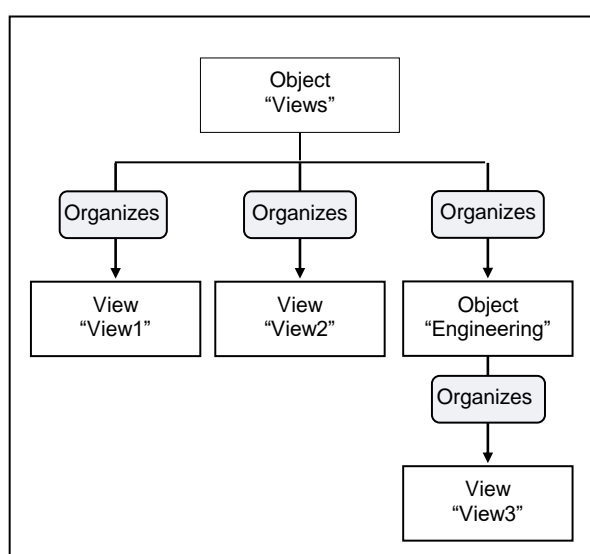 Object
“Views”
Organizes
Organizes
Organizes
View
“View1”
View
“View2”
Object
“Engineering”
Organizes
View
“View3”